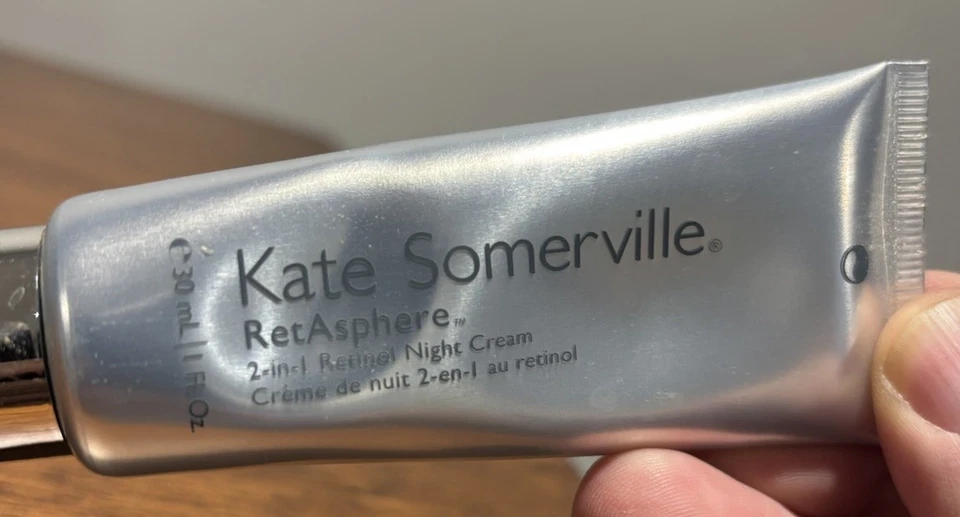 Kate Somerville®
RetAsphere™
2-in-1 Retinol Night Cream
Crème de nuit 2-en-1 au retinol
℮ 30 mL | 1 Fl. Oz.